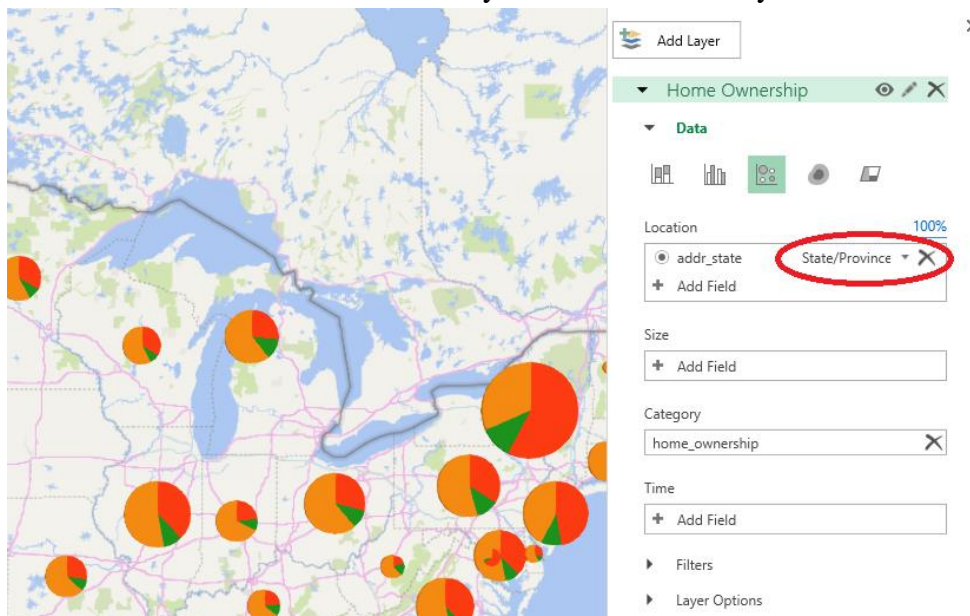 Add Layer
Home Ownership
Data
Location 100%
addr_state State/Province
Add Field
Size
Add Field
Category
home_ownership
Time
Add Field
Filters
Layer Options